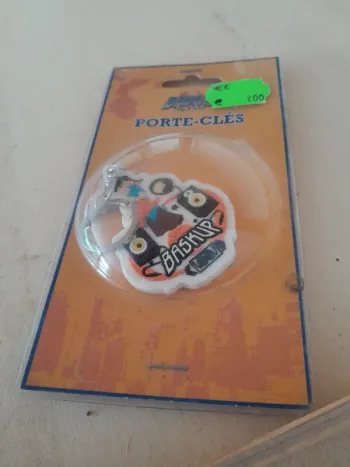 €€
€ 200
PORTE-CLÉS
BASKUP